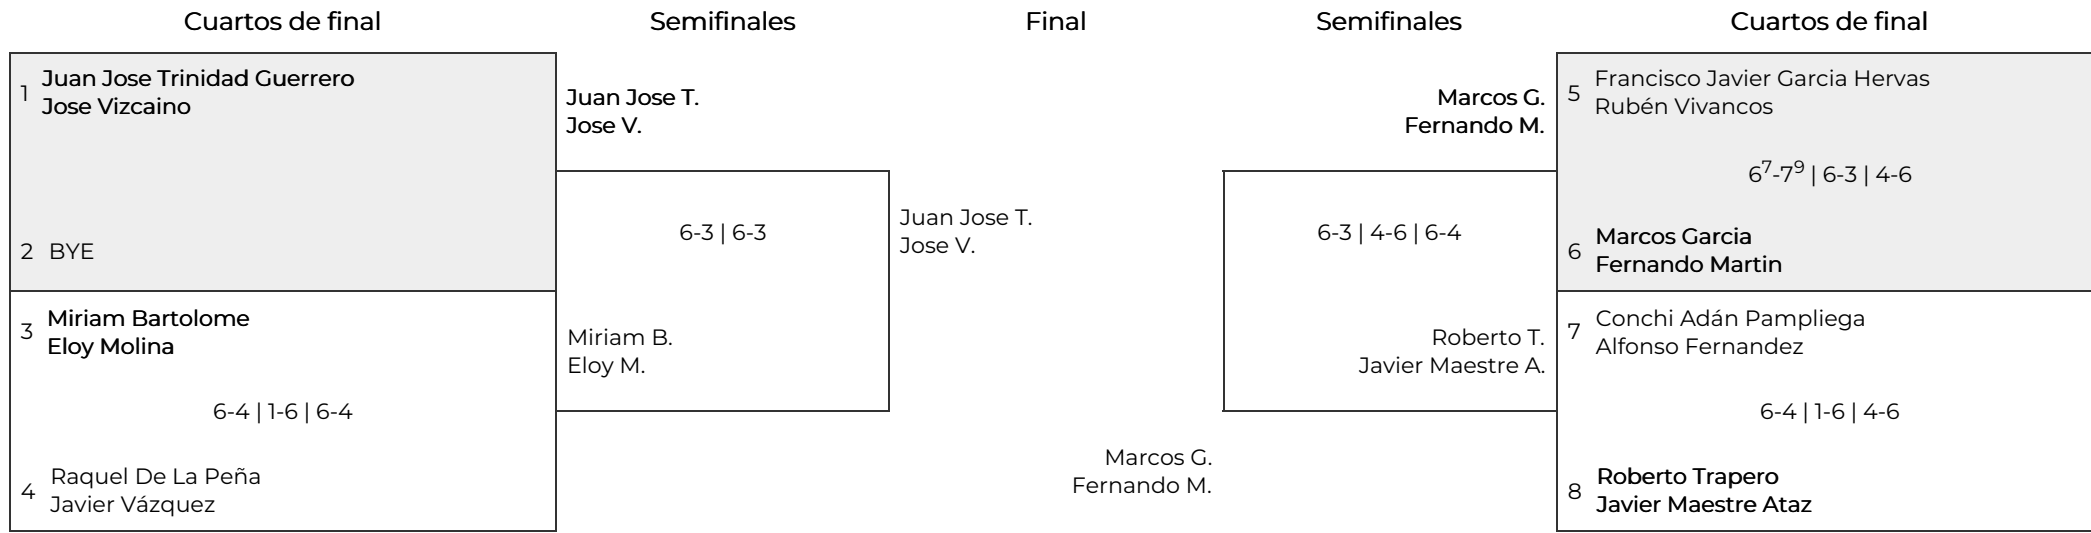 Cuartos de final
Semifinales
Final
Semifinales
Cuartos de final
1
Juan Jose Trinidad Guerrero
Jose Vizcaino
2 BYE
3
Miriam Bartolome
Eloy Molina
6-4 | 1-6 | 6-4
4
Raquel De La Peña
Javier Vázquez
Juan Jose T.
Jose V.
6-3 | 6-3
Miriam B.
Eloy M.
Juan Jose T.
Jose V.
Marcos G.
Fernando M.
Marcos G.
Fernando M.
6-3 | 4-6 | 6-4
Roberto T.
Javier Maestre A.
5
Francisco Javier Garcia Hervas
Rubén Vivancos
6⁷-7⁹ | 6-3 | 4-6
6
Marcos Garcia
Fernando Martin
7
Conchi Adán Pampliega
Alfonso Fernandez
6-4 | 1-6 | 4-6
8
Roberto Trapero
Javier Maestre Ataz